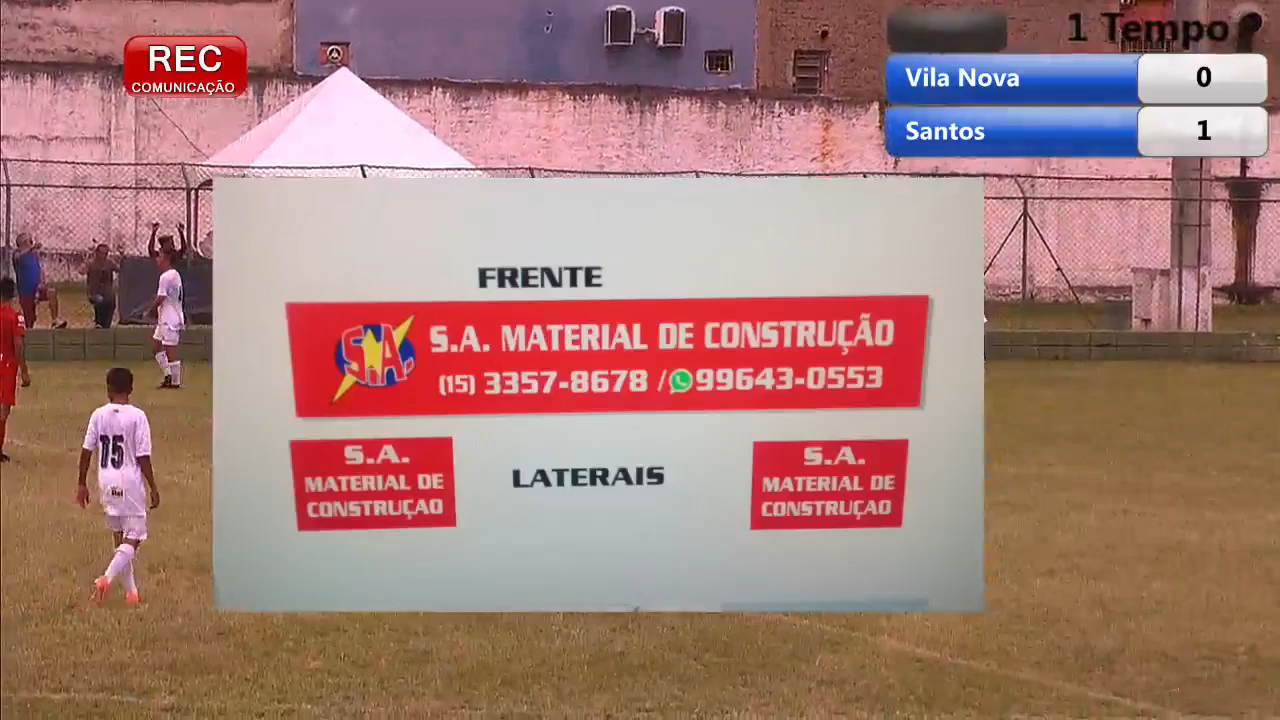 REC
COMUNICAÇÃO
1 Tempo
Vila Nova 0
Santos 1
FRENTE
S.A. S.A. MATERIAL DE CONSTRUÇÃO
(15) 3357-8678 / 99643-0553
S.A.
MATERIAL DE
CONSTRUÇAO
LATERAIS
S.A.
MATERIAL DE
CONSTRUÇAO
15